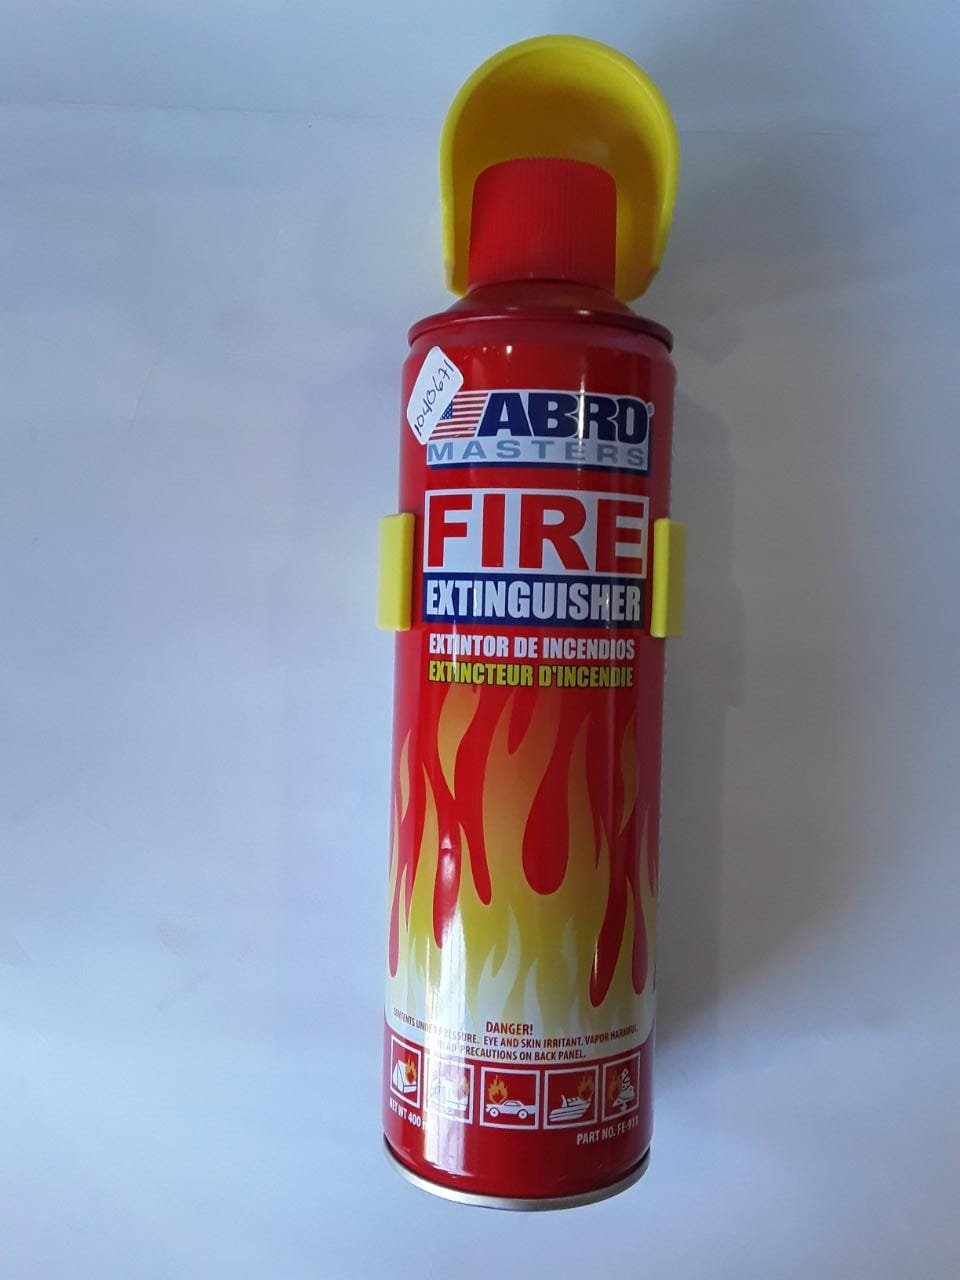 1040671
ABRO®
MASTERS
FIRE
EXTINGUISHER
EXTINTOR DE INCENDIOS
EXTINCTEUR D'INCENDIE
DANGER!
CONTENTS UNDER PRESSURE. EYE AND SKIN IRRITANT. VAPOR HARMFUL.
READ PRECAUTIONS ON BACK PANEL.
NET WT 400
PART NO. FE-911